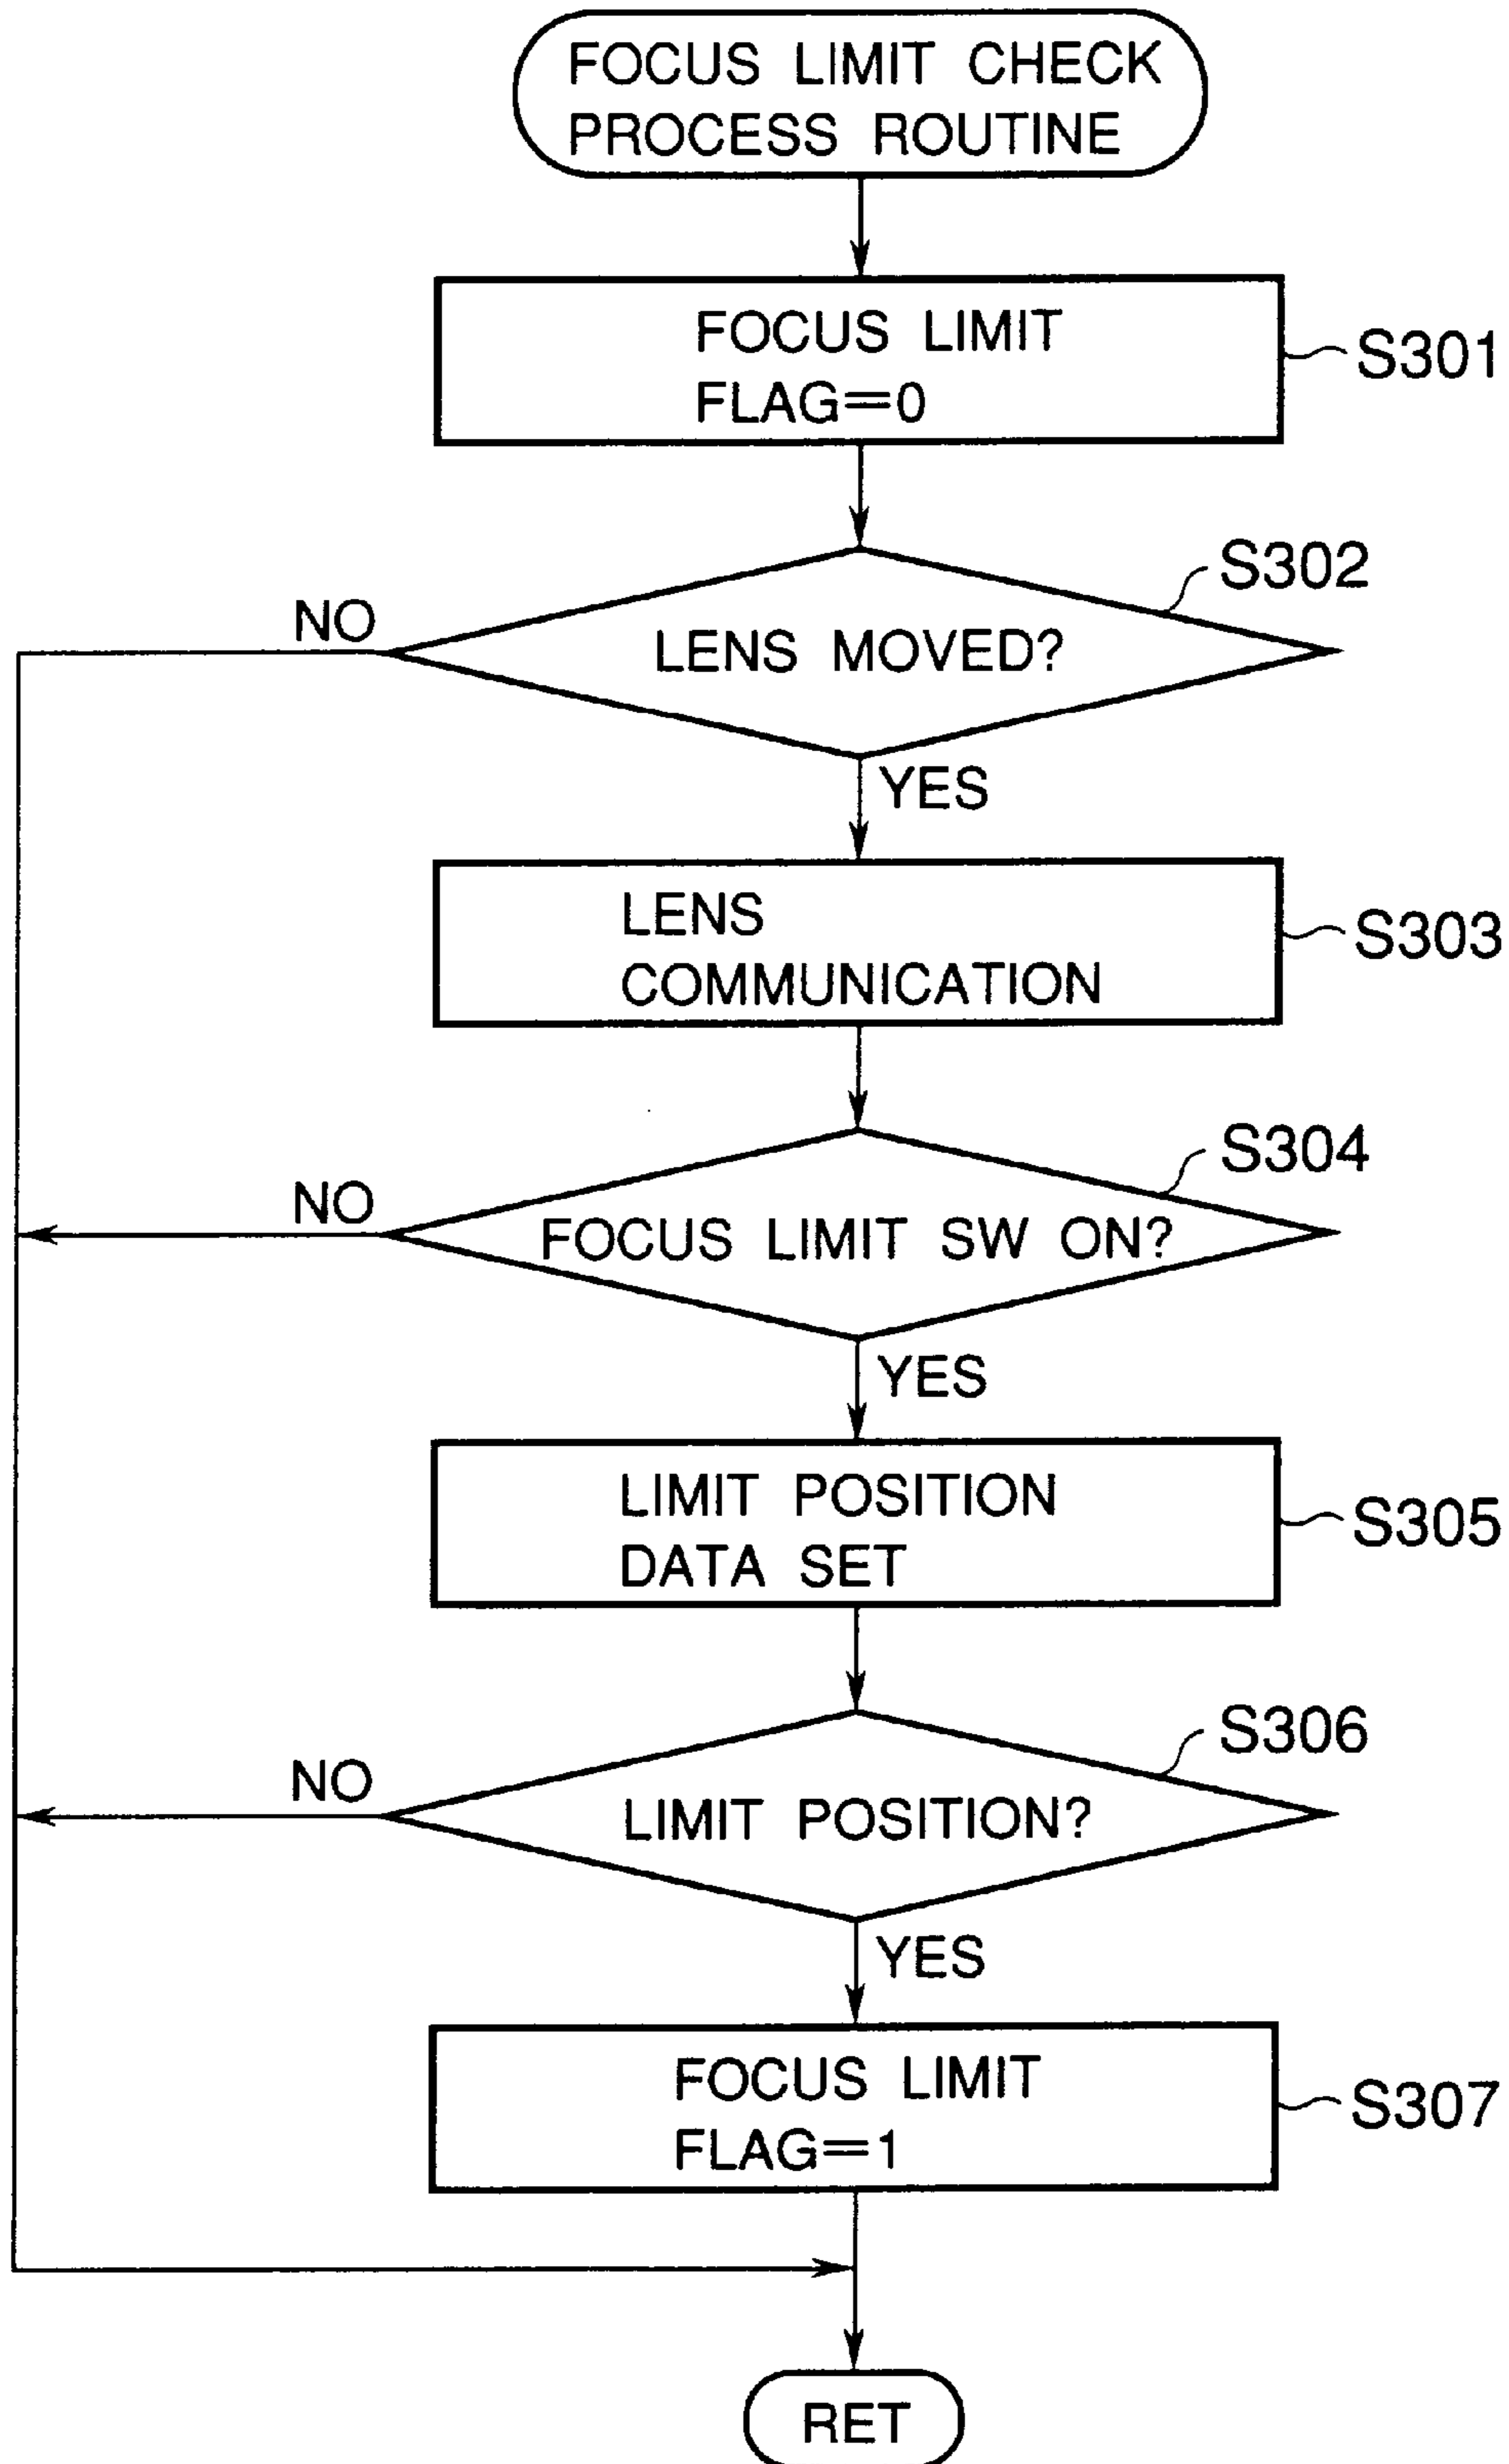 FOCUS LIMIT CHECK
PROCESS ROUTINE
FOCUS LIMIT
FLAG=0
S301
S302
NO
LENS MOVED?
YES
LENS
COMMUNICATION
S303
S304
NO
FOCUS LIMIT SW ON?
YES
LIMIT POSITION
DATA SET
S305
S306
NO
LIMIT POSITION?
YES
FOCUS LIMIT
FLAG=1
S307
RET